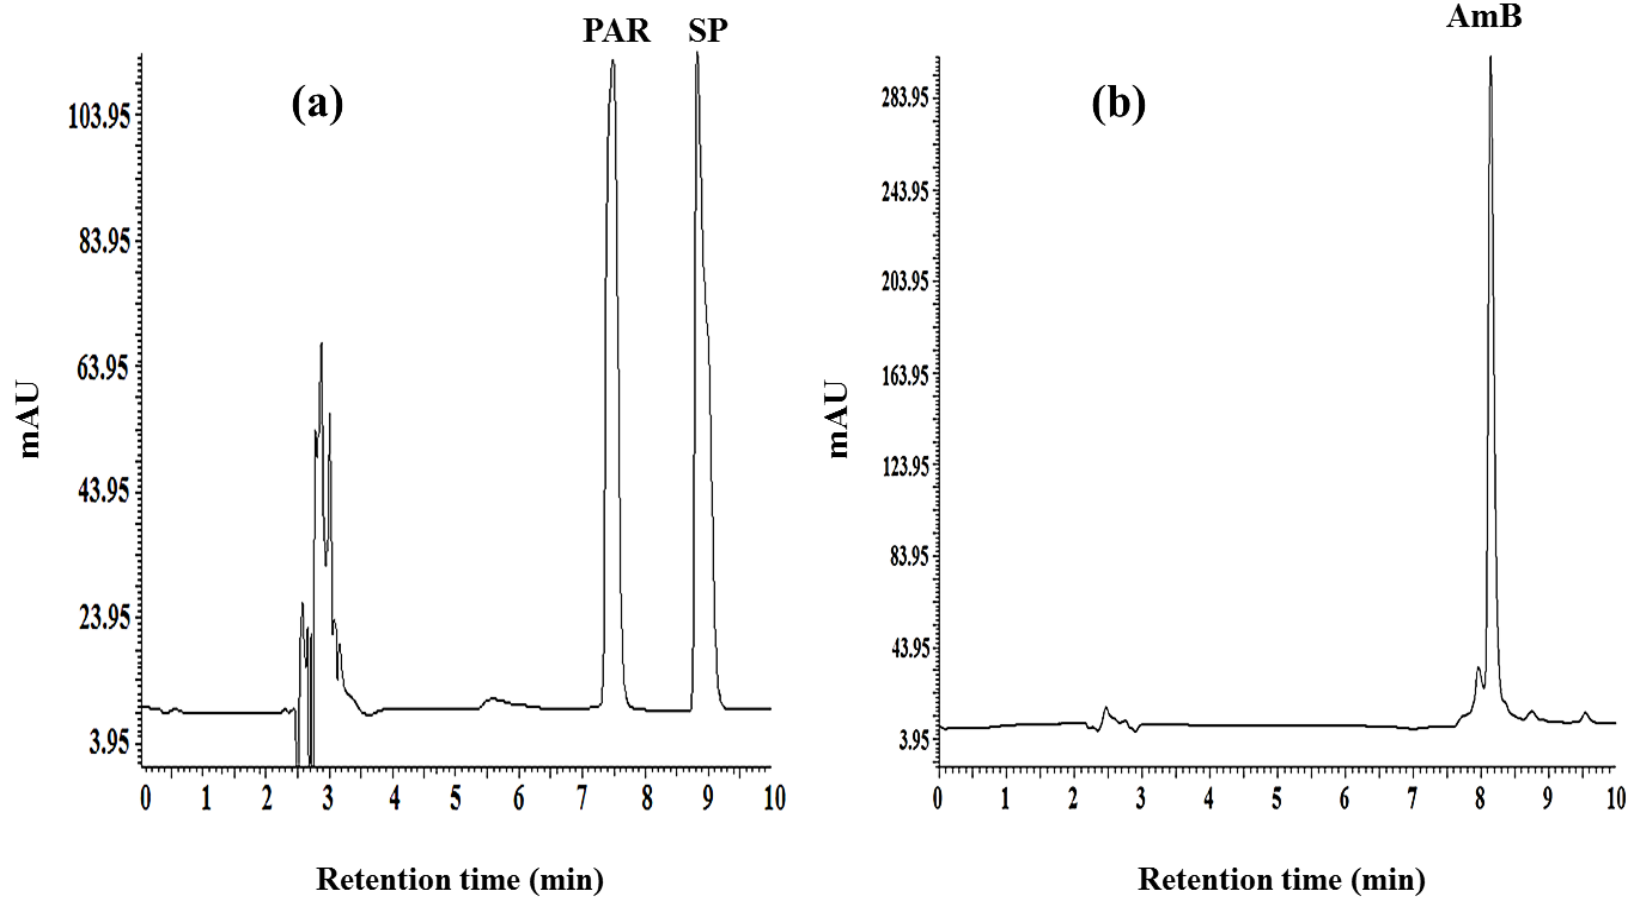 PAR SP
(a)
103.95
83.95
63.95
43.95
23.95
3.95
mAU
0 1 2 3 4 5 6 7 8 9 10
Retention time (min)
AmB
(b)
283.95
243.95
203.95
163.95
123.95
83.95
43.95
3.95
mAU
0 1 2 3 4 5 6 7 8 9 10
Retention time (min)